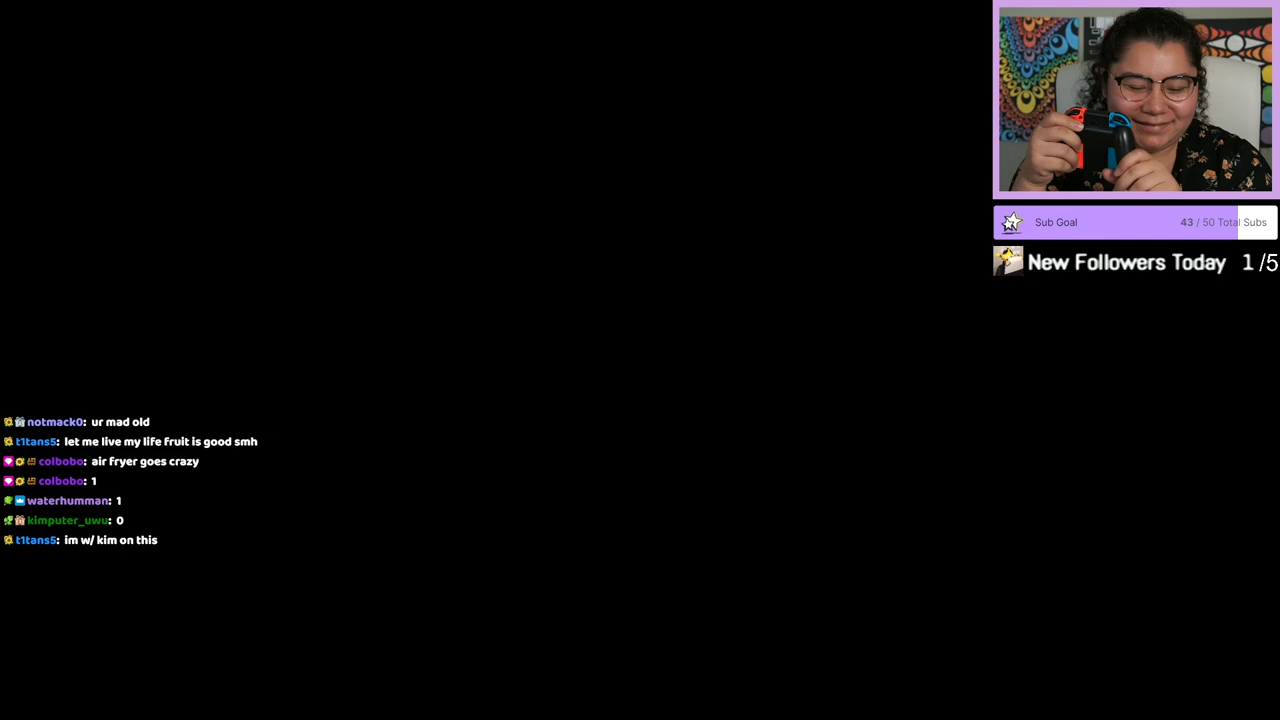 Sub Goal 43 / 50 Total Subs
New Followers Today 1 /5
notmack0: ur mad old
t1tans5: let me live my life fruit is good smh
colbobo: air fryer goes crazy
colbobo: 1
waterhumman: 1
kimputer_uwu: 0
t1tans5: im w/ kim on this